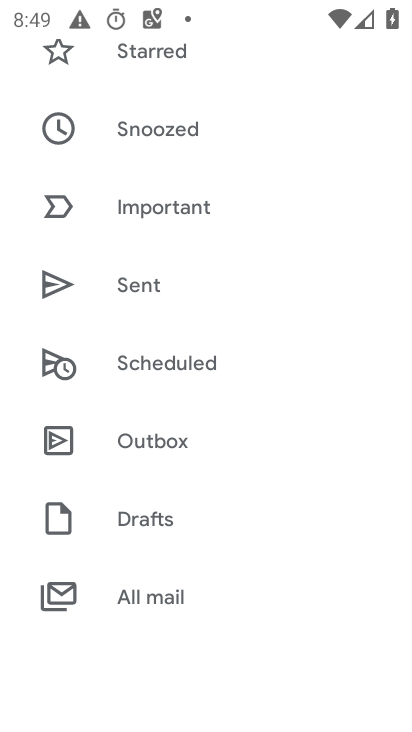 8:49
Starred
Snoozed
Important
Sent
Scheduled
Outbox
Drafts
All mail